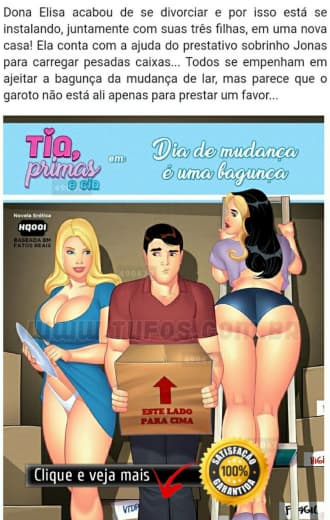 Dona Elisa acabou de se divorciar e por isso está se
instalando, juntamente com suas três filhas, em uma nova
casa! Ela conta com a ajuda do prestativo sobrinho Jonas
para carregar pesadas caixas... Todos se empenham em
ajeitar a bagunça da mudança de lar, mas parece que o
garoto não está ali apenas para prestar um favor...
TIA,
primas
e cia
em:
Dia de mudança
é uma bagunça
Novela Erótica
HQ001
BASEADA EM
FATOS REAIS
WWW.TUFOS.COM.BR
ESTE LADO
PARA CIMA
SATISFAÇÃO
100%
GARANTIDA
Clique e veja mais